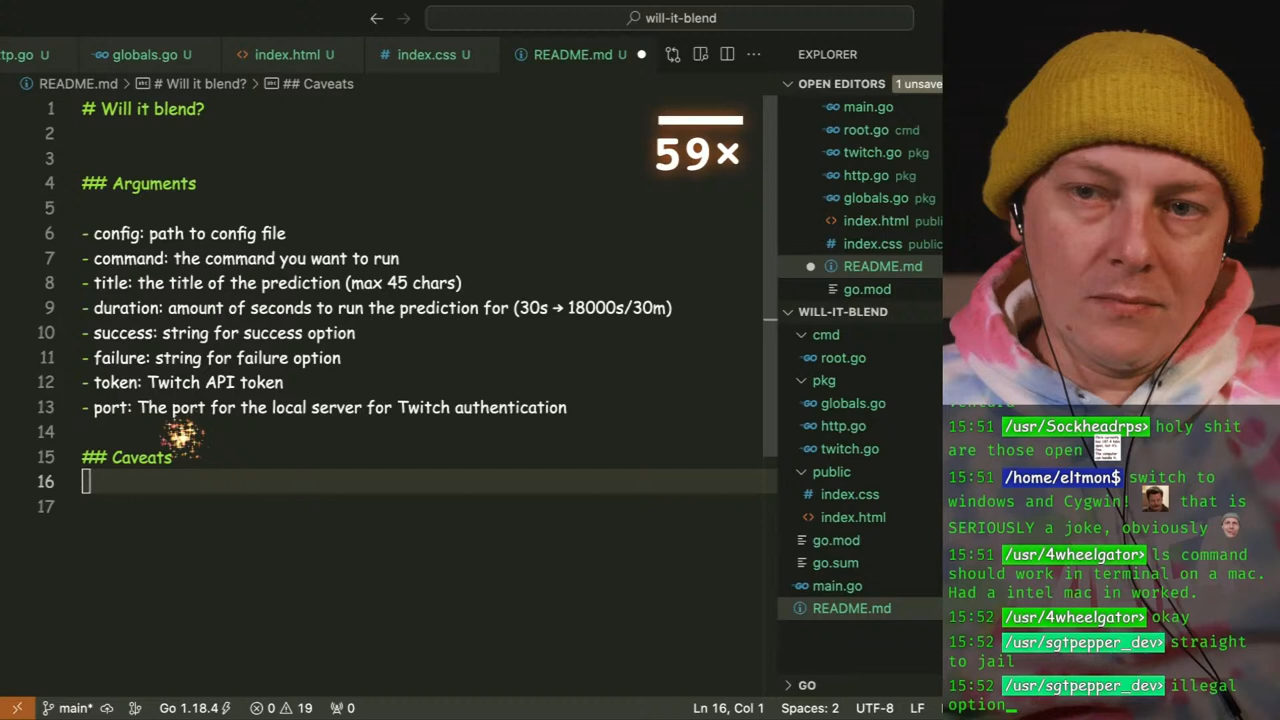 will-it-blend
tp.go U
globals.go U
index.html U
index.css U
README.md U
EXPLORER
README.md > # Will it blend? > ## Caveats
OPEN EDITORS
1 unsave
1 # Will it blend?
2
3
4 ## Arguments
5
6 - config: path to config file
7 - command: the command you want to run
8 - title: the title of the prediction (max 45 chars)
9 - duration: amount of seconds to run the prediction for (30s → 18000s/30m)
10 - success: string for success option
11 - failure: string for failure option
12 - token: Twitch API token
13 - port: The port for the local server for Twitch authentication
14
15 ## Caveats
16
17
59×
main.go
root.go cmd
twitch.go pkg
http.go pkg
globals.go pkg
index.html public
index.css public
README.md
go.mod
WILL-IT-BLEND
cmd
root.go
pkg
globals.go
http.go
twitch.go
public
index.css
index.html
go.mod
go.sum
main.go
README.md
GO
15:51 /usr/Sockheadrps> holy shit
are those open
15:51 /home/eltmon$ switch to
windows and Cygwin! that is
SERIOUSLY a joke, obviously
15:51 /usr/4wheelgator> ls command
should work in terminal on a mac.
Had a intel mac in worked.
15:52 /usr/4wheelgator> okay
15:52 /usr/sgtpepper_dev> straight
to jail
15:52 /usr/sgtpepper_dev> illegal
option_
main*
Go 1.18.4
0
19
0
Ln 16, Col 1
Spaces: 2
UTF-8
LF